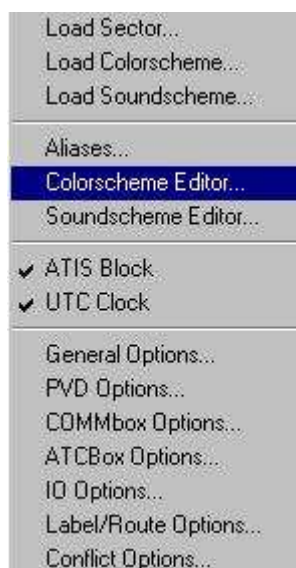 Load Sector...
Load Colorscheme...
Load Soundscheme...
Aliases...
Colorscheme Editor...
Soundscheme Editor...
ATIS Block
UTC Clock
General Options...
PVD Options...
COMMbox Options...
ATCBox Options...
IO Options...
Label/Route Options...
Conflict Options...